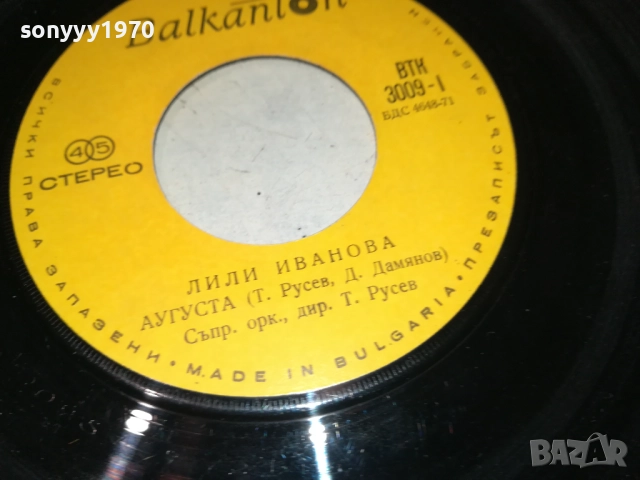 sonyyy1970
Balkanton
ВТК
3009-I
БДС 4648-71
45
СТЕРЕО
ЛИЛИ ИВАНОВА
АУГУСТА (Т. Русев, Д. Дамянов)
Съпр. орк., дир. Т. Русев
ВСИЧКИ ПРАВА ЗАПАЗЕНИ • MADE IN BULGARIA • ПРЕЗАПИСЪТ ЗАБРАНЕН
BAZAR